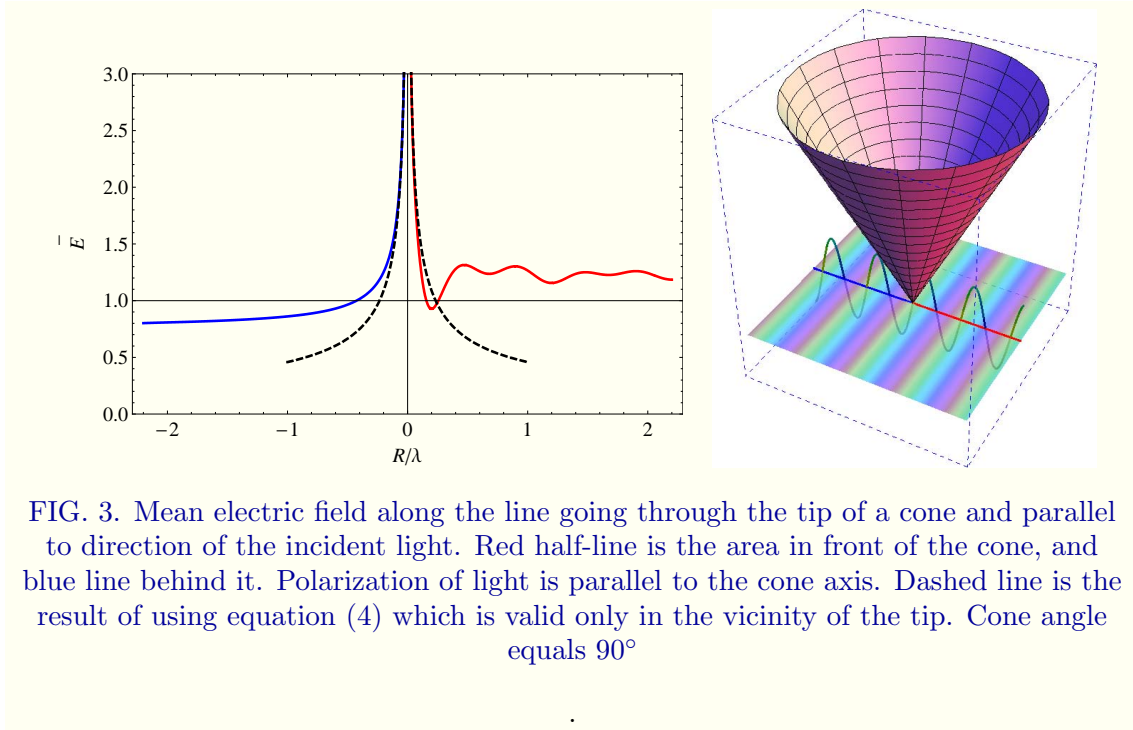 3.0
2.5
2.0
1.5
1.0
0.5
0.0
Ē
−2
−1
0
1
2
R/λ
FIG. 3. Mean electric field along the line going through the tip of a cone and parallel
to direction of the incident light. Red half-line is the area in front of the cone, and
blue line behind it. Polarization of light is parallel to the cone axis. Dashed line is the
result of using equation (4) which is valid only in the vicinity of the tip. Cone angle
equals 90°
.